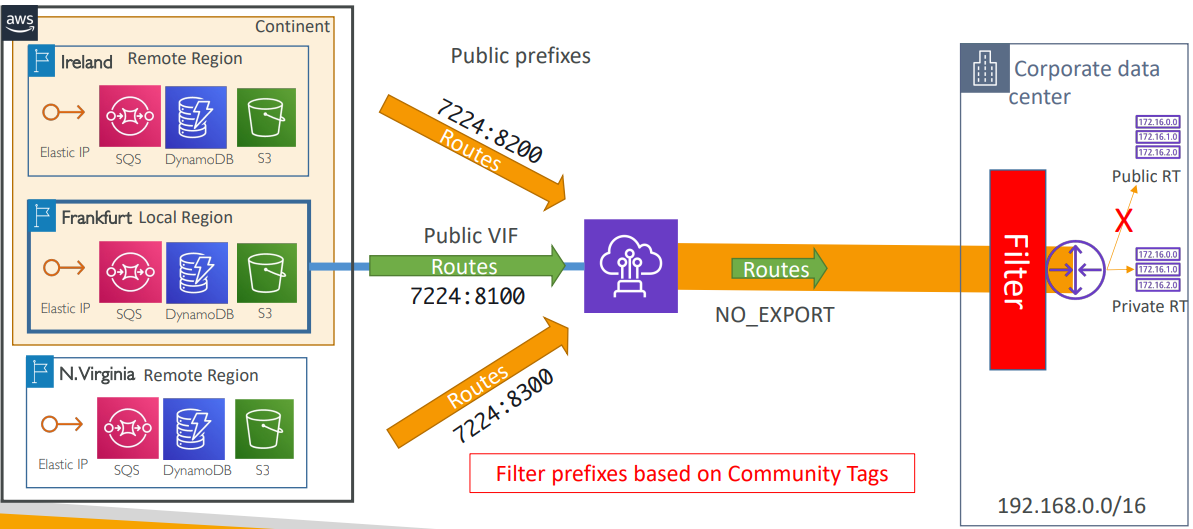 aws
Continent
Ireland Remote Region
Elastic IP
SQS
DynamoDB
S3
Frankfurt Local Region
Elastic IP
SQS
DynamoDB
S3
N.Virginia Remote Region
Elastic IP
SQS
DynamoDB
S3
Public prefixes
7224:8200
Routes
Public VIF
Routes
7224:8100
Routes
7224:8300
Routes
NO_EXPORT
Filter prefixes based on Community Tags
Corporate data
center
172.16.0.0
172.16.1.0
172.16.2.0
Public RT
X
Filter
172.16.0.0
172.16.1.0
172.16.2.0
Private RT
192.168.0.0/16